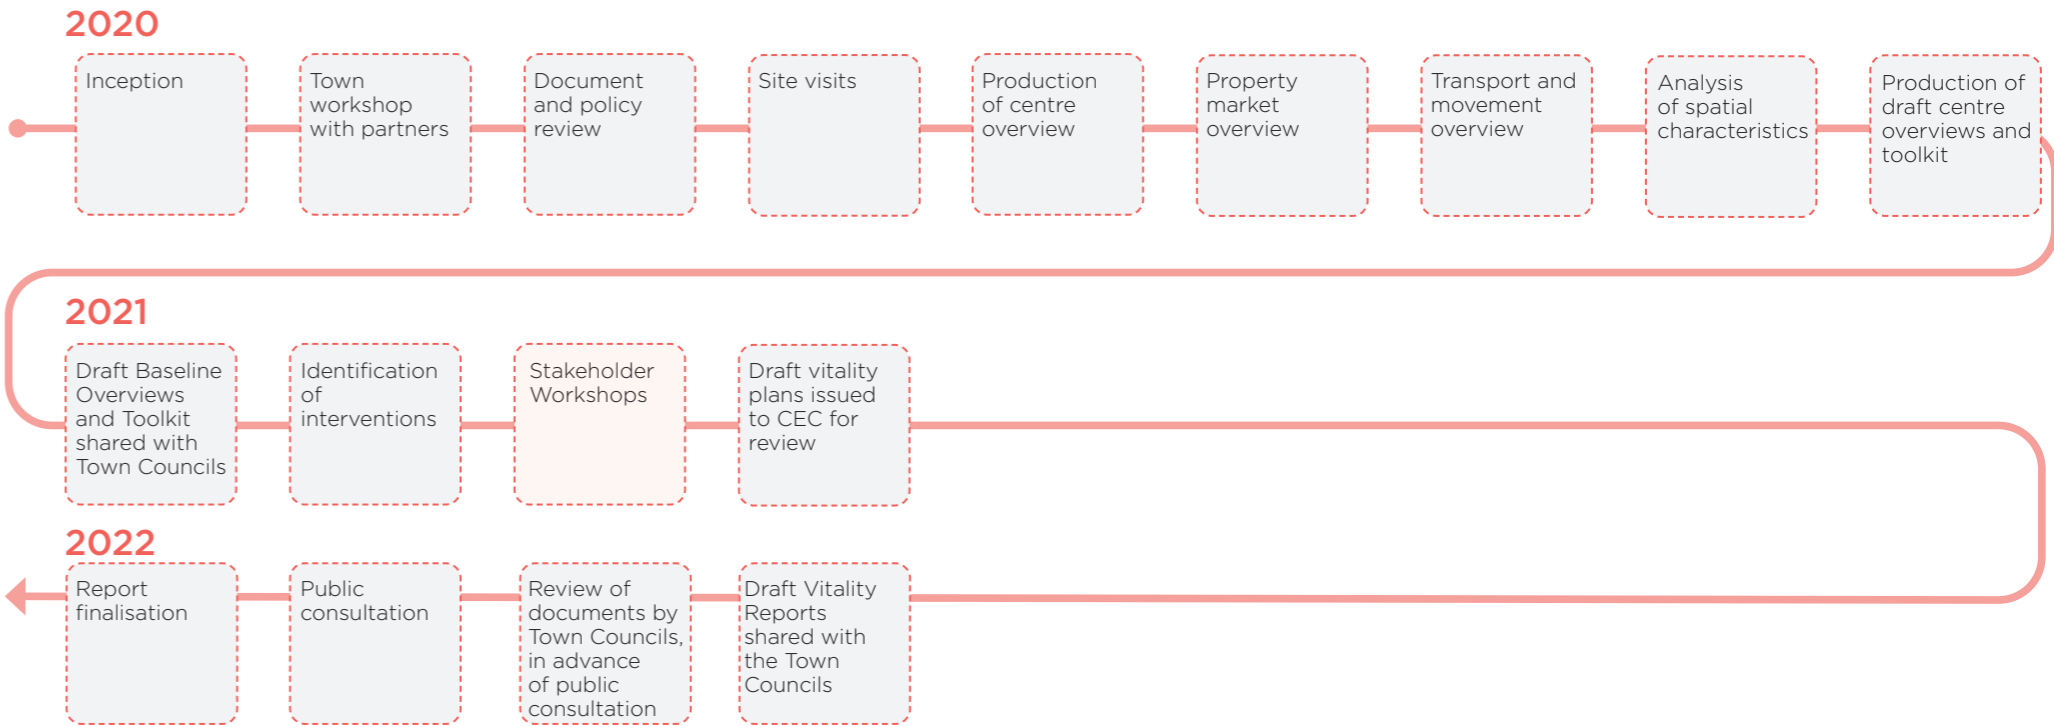 2020
Inception
Town
workshop
with partners
Document
and policy
review
Site visits
Production
of centre
overview
Property
market
overview
Transport and
movement
overview
Analysis
of spatial
characteristics
Production of
draft centre
overviews and
toolkit
2021
Draft Baseline
Overviews
and Toolkit
shared with
Town Councils
Identification
of
interventions
Stakeholder
Workshops
Draft vitality
plans issued
to CEC for
review
2022
Report
finalisation
Public
consultation
Review of
documents by
Town Councils,
in advance
of public
consultation
Draft Vitality
Reports
shared with
the Town
Councils